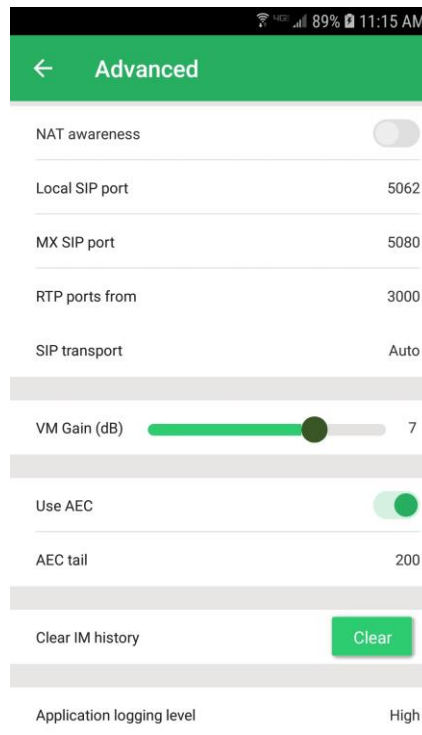 4G 89% 11:15 AM
Advanced
NAT awareness
Local SIP port 5062
MX SIP port 5080
RTP ports from 3000
SIP transport Auto
VM Gain (dB) 7
Use AEC
AEC tail 200
Clear IM history Clear
Application logging level High